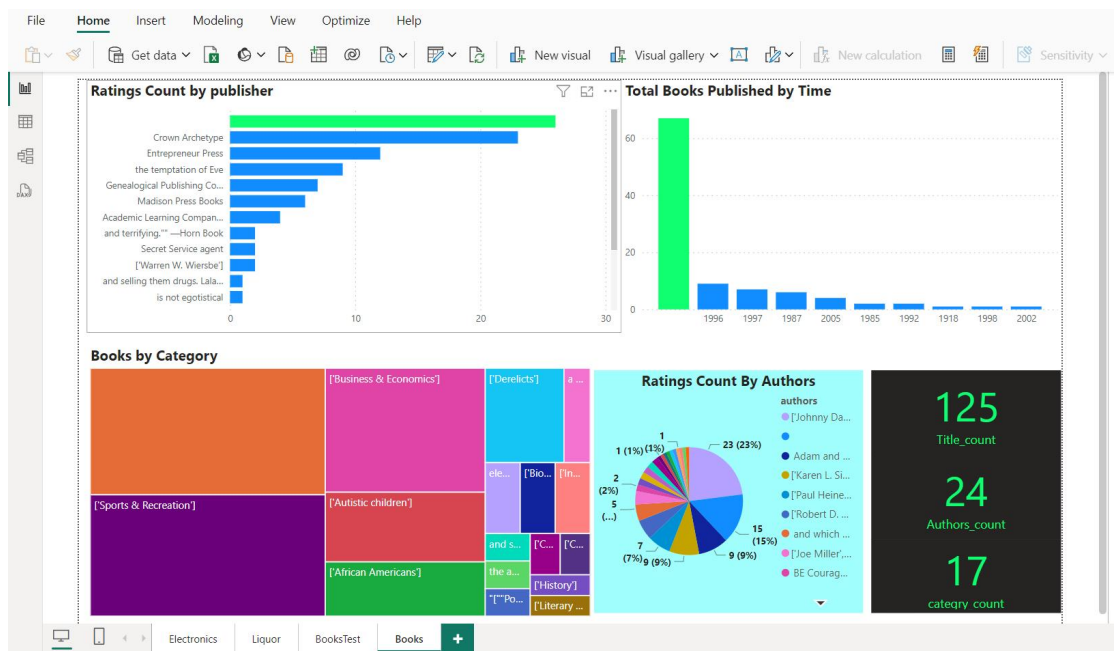 File Home Insert Modeling View Optimize Help
Get data New visual Visual gallery New calculation Sensitivity
Ratings Count by publisher
Crown Archetype
Entrepreneur Press
the temptation of Eve
Genealogical Publishing Co...
Madison Press Books
Academic Learning Compan...
and terrifying."" —Horn Book
Secret Service agent
['Warren W. Wiersbe']
and selling them drugs. Lala...
is not egotistical
0 10 20 30
Total Books Published by Time
60
40
20
0
1996 1997 1987 2005 1985 1992 1918 1998 2002
Books by Category
['Business & Economics']
['Derelicts']
a ...
['Sports & Recreation']
['Autistic children']
['African Americans']
ele...
['Bio...
['In...
and s...
['C...
['C...
the a...
['History']
"[""Po...
['Literary ...
Ratings Count By Authors
1
1 (1%)
(1%)
23 (23%)
2
(2%)
5
(...)
15
(15%)
7
(7%)
9 (9%)
9 (9%)
authors
['Johnny Da...
Adam and ...
['Karen L. Si...
['Paul Heine...
['Robert D. ...
and which ...
['Joe Miller',...
BE Courag...
125
Title_count
24
Authors_count
17
categry_count
Electronics Liquor BooksTest Books +